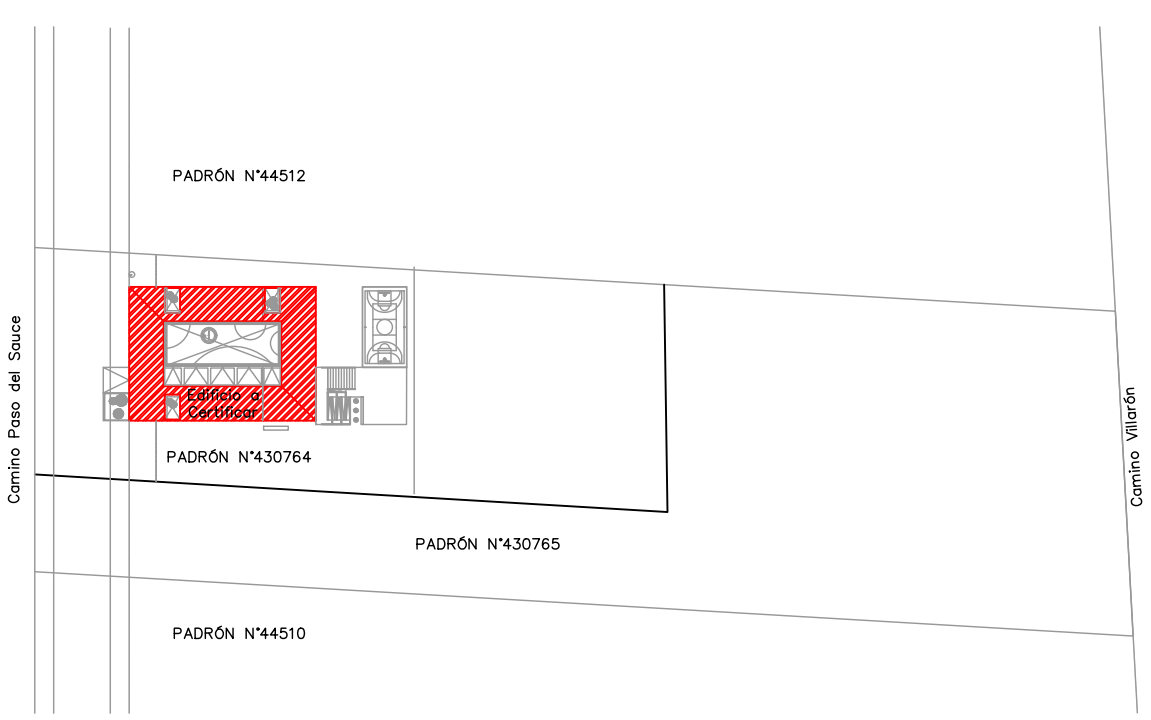 PADRÓN N°44512
Camino Paso del Sauce
Edificio a
Certificar
Camino Villarón
PADRÓN N°430764
PADRÓN N°430765
PADRÓN N°44510